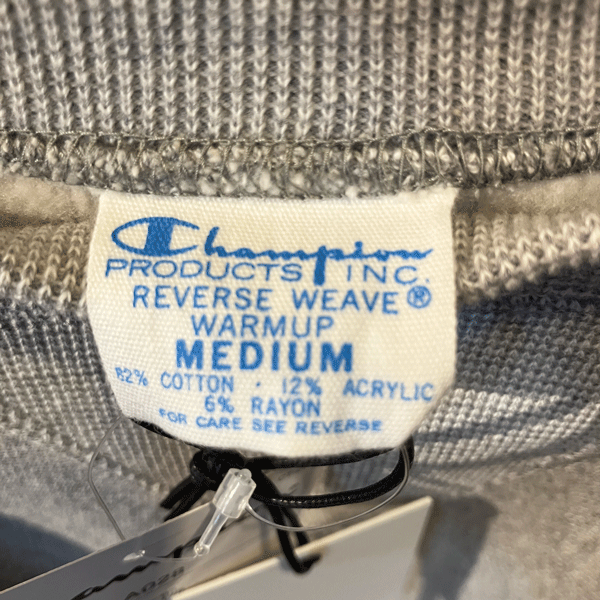 Champion
PRODUCTS INC.
REVERSE WEAVE®
WARMUP
MEDIUM
82% COTTON · 12% ACRYLIC
6% RAYON
FOR CARE SEE REVERSE